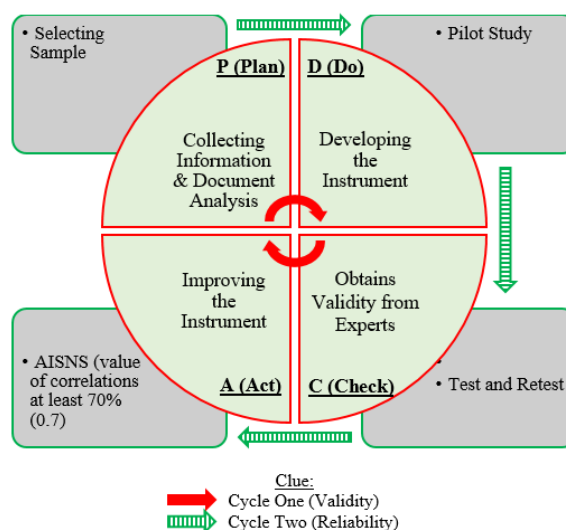 • Selecting
Sample
P (Plan)
D (Do)
• Pilot Study
Collecting
Information
& Document
Analysis
Developing
the
Instrument
Improving
the
Instrument
Obtains
Validity from
Experts
• AISNS (value
of correlations
at least 70%
(0.7)
A (Act)
C (Check)
•
• Test and Retest
Clue:
Cycle One (Validity)
Cycle Two (Reliability)